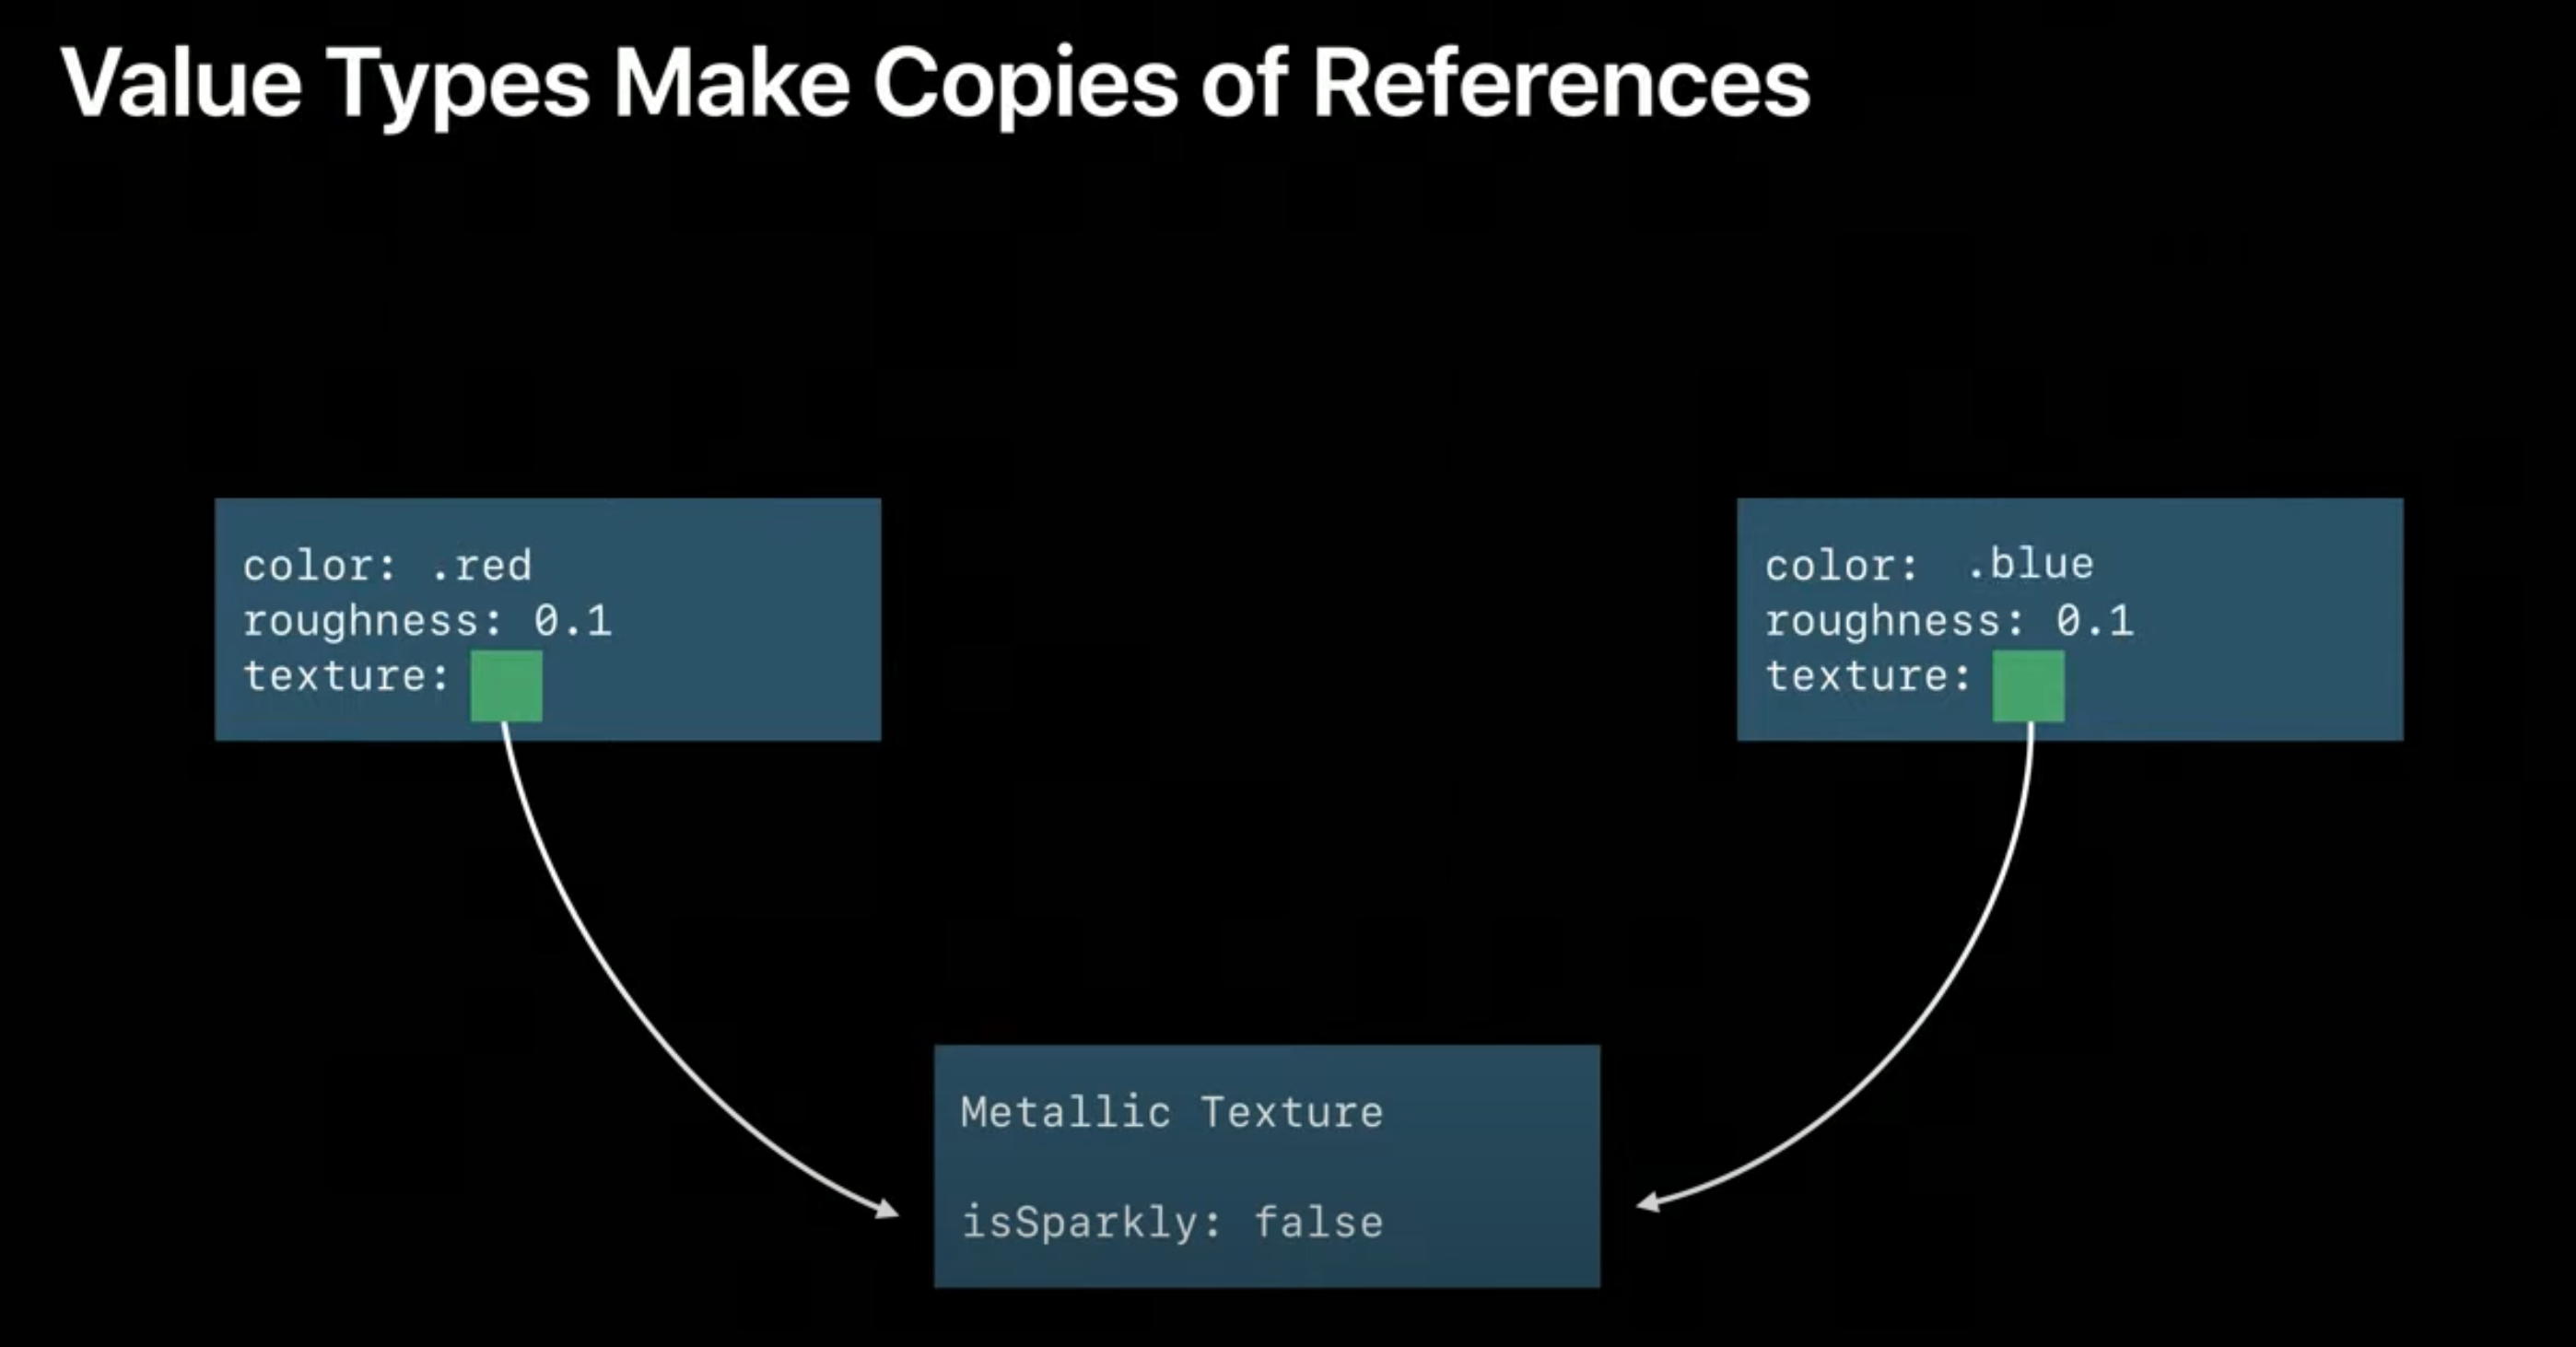 Value Types Make Copies of References
color: .red
roughness: 0.1
texture:
color: .blue
roughness: 0.1
texture:
Metallic Texture
isSparkly: false